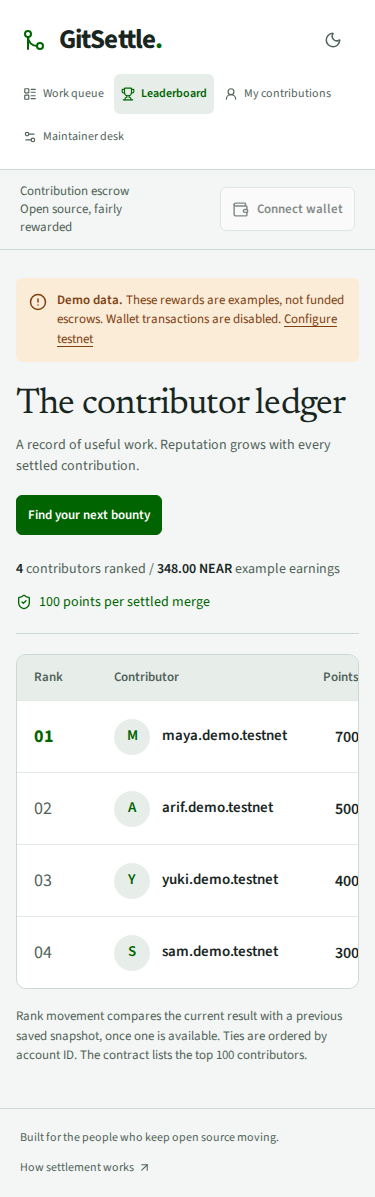 GitSettle.
Work queue
Leaderboard
My contributions
Maintainer desk
Contribution escrow
Open source, fairly
rewarded
Connect wallet
Demo data. These rewards are examples, not funded
escrows. Wallet transactions are disabled. Configure
testnet
The contributor ledger
A record of useful work. Reputation grows with every
settled contribution.
Find your next bounty
4 contributors ranked / 348.00 NEAR example earnings
100 points per settled merge
Rank Contributor Points
01 M maya.demo.testnet 700
02 A arif.demo.testnet 500
03 Y yuki.demo.testnet 400
04 S sam.demo.testnet 300
Rank movement compares the current result with a previous
saved snapshot, once one is available. Ties are ordered by
account ID. The contract lists the top 100 contributors.
Built for the people who keep open source moving.
How settlement works